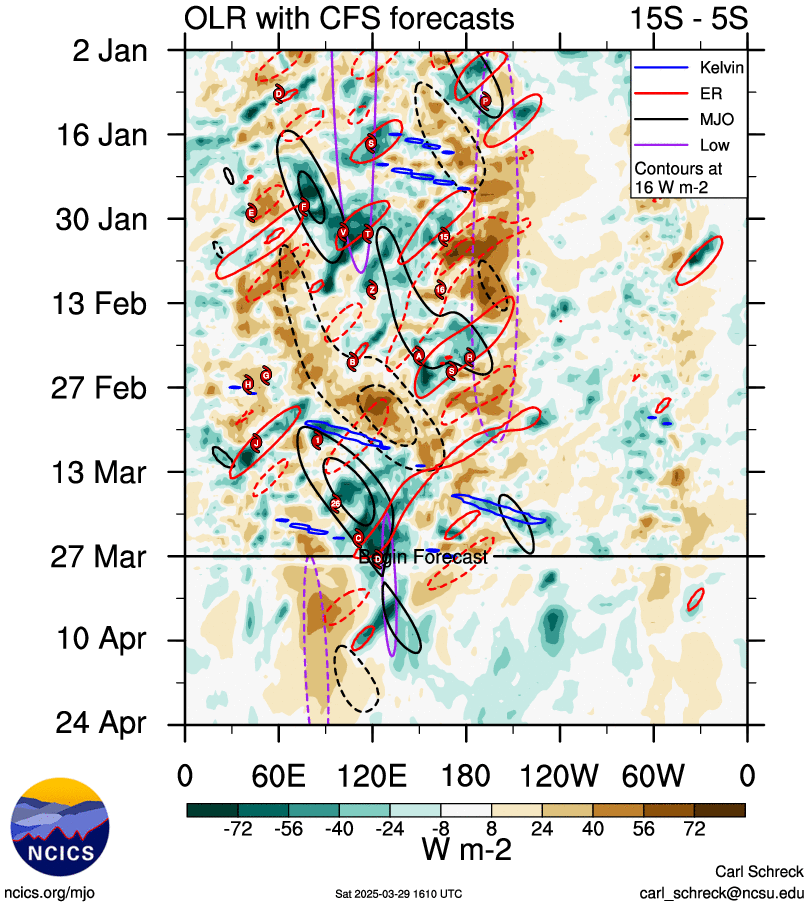 OLR with CFS forecasts 15S - 5S
2 Jan
16 Jan
30 Jan
13 Feb
27 Feb
13 Mar
27 Mar
10 Apr
24 Apr
Kelvin
ER
MJO
Low
Contours at
16 W m-2
D
P
S
E
F
V
T
15
Z
16
A
R
B
S
G
H
J
1
C
Begin Forecast
0 60E 120E 180 120W 60W 0
-72 -56 -40 -24 -8 8 24 40 56 72
W m-2
NCICS
ncics.org/mjo
Sat 2025-03-29 1610 UTC
Carl Schreck
carl_schreck@ncsu.edu